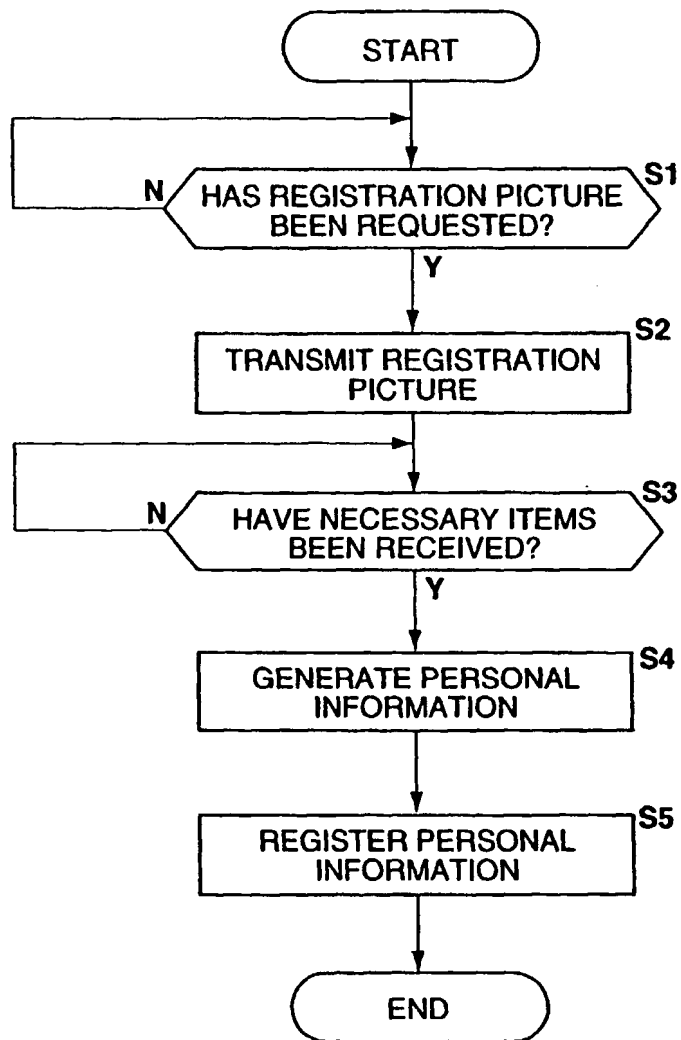 START
S1
N
HAS REGISTRATION PICTURE
BEEN REQUESTED?
Y
S2
TRANSMIT REGISTRATION
PICTURE
S3
N
HAVE NECESSARY ITEMS
BEEN RECEIVED?
Y
S4
GENERATE PERSONAL
INFORMATION
S5
REGISTER PERSONAL
INFORMATION
END